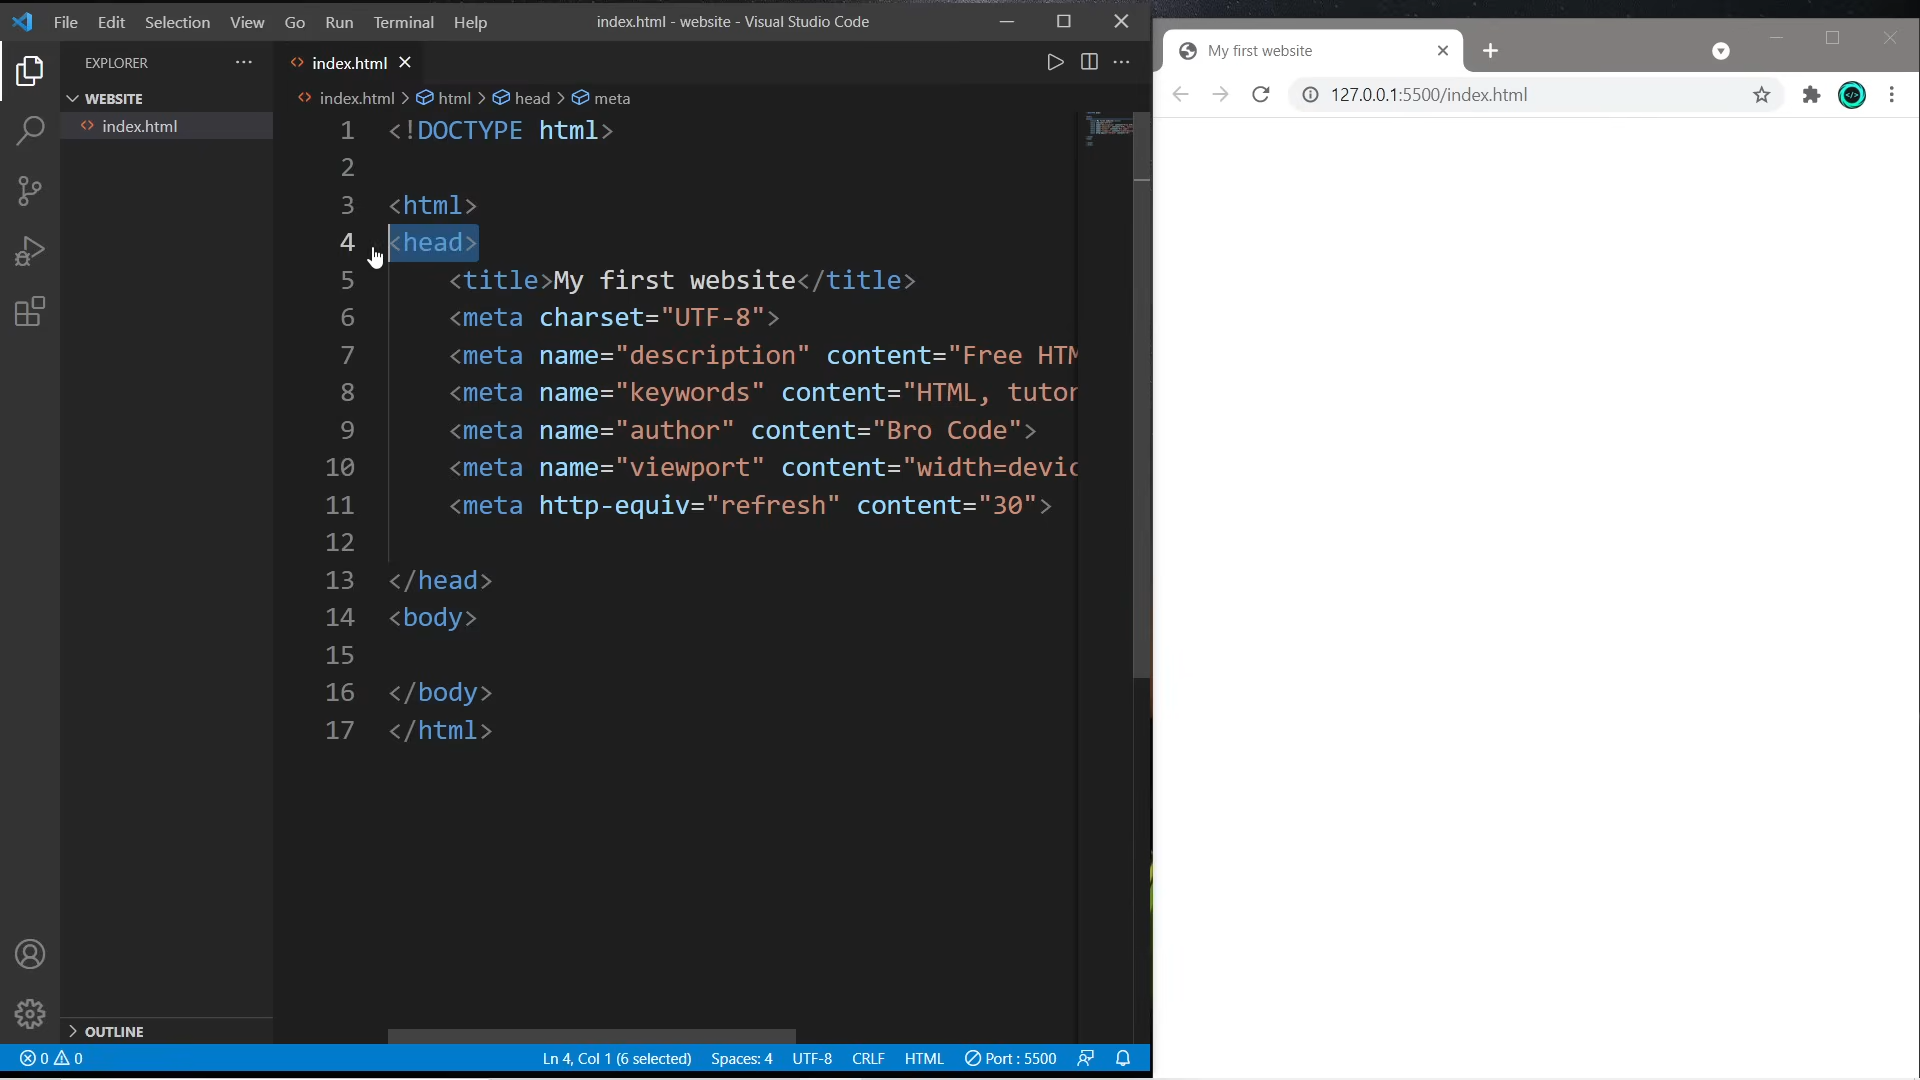 File Edit Selection View Go Run Terminal Help
index.html - website - Visual Studio Code
EXPLORER
WEBSITE
index.html
OUTLINE
index.html
index.html > html > head > meta
1 <!DOCTYPE html>
2
3 <html>
4 <head>
5 <title>My first website</title>
6 <meta charset="UTF-8">
7 <meta name="description" content="Free HTM
8 <meta name="keywords" content="HTML, tutor
9 <meta name="author" content="Bro Code">
10 <meta name="viewport" content="width=devic
11 <meta http-equiv="refresh" content="30">
12
13 </head>
14 <body>
15
16 </body>
17 </html>
0 0 Ln 4, Col 1 (6 selected) Spaces: 4 UTF-8 CRLF HTML Port : 5500
My first website
127.0.0.1:5500/index.html